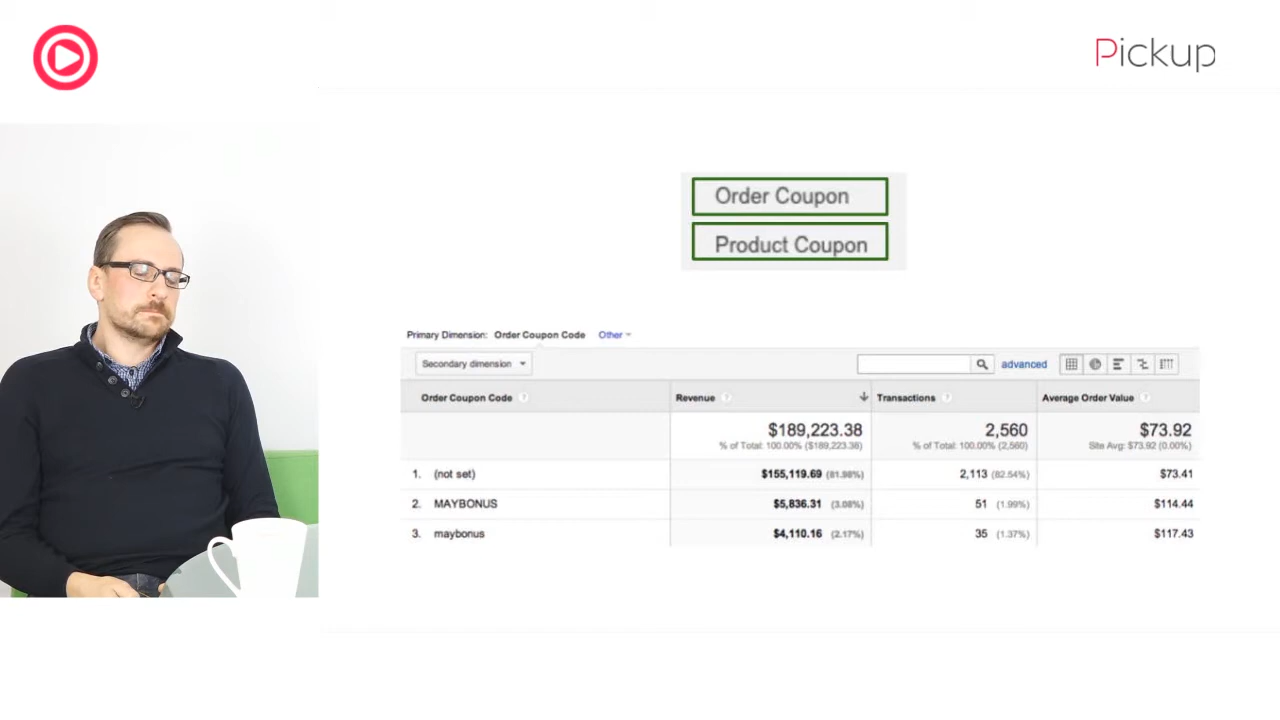 Pickup
Order Coupon
Product Coupon
Primary Dimension: Order Coupon Code Other
Secondary dimension advanced
Order Coupon Code ? Revenue ? Transactions ? Average Order Value ?
$189,223.38 2,560 $73.92
% of Total: 100.00% ($189,223.38) % of Total: 100.00% (2,560) Site Avg: $73.92 (0.00%)
1. (not set) $155,119.69 (81.98%) 2,113 (82.54%) $73.41
2. MAYBONUS $5,836.31 (3.08%) 51 (1.99%) $114.44
3. maybonus $4,110.16 (2.17%) 35 (1.37%) $117.43